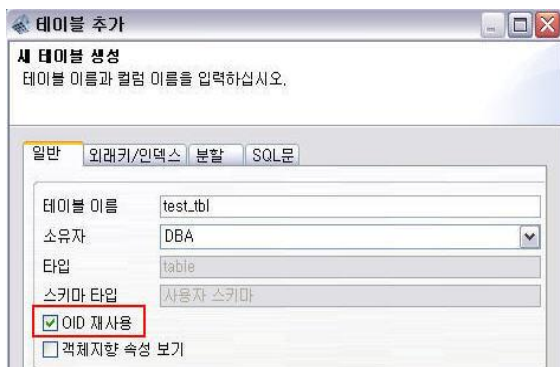 테이블 추가
새 테이블 생성
테이블 이름과 컬럼 이름을 입력하십시오.
일반 외래키/인덱스 분할 SQL문
테이블 이름 test_tbl
소유자 DBA
타입 table
스키마 타입 사용자 스키마
OID 재사용
객체지향 속성 보기